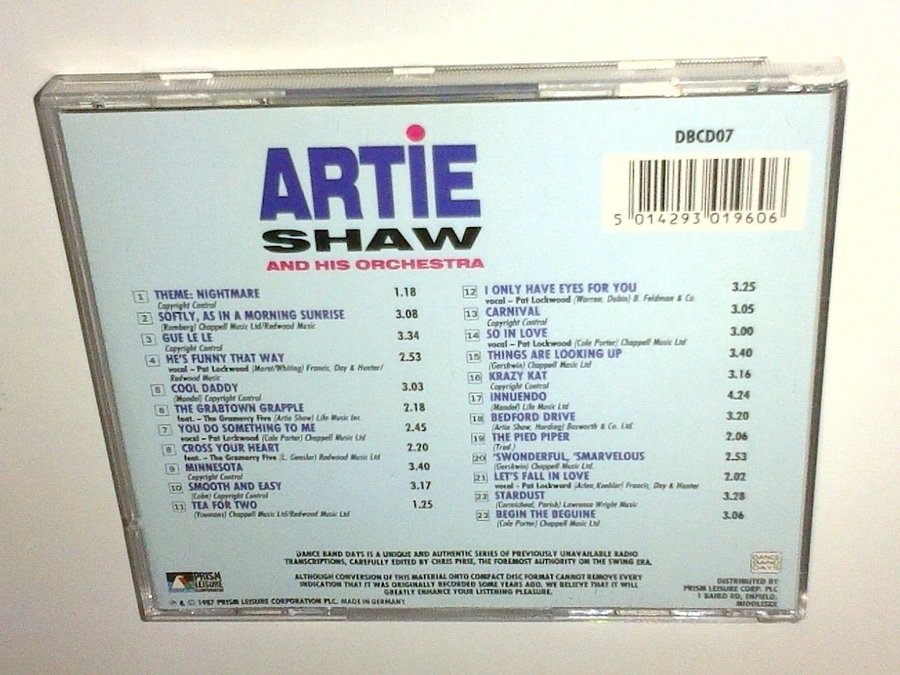 DBCD07
5 014293 019606
ARTIE
SHAW
AND HIS ORCHESTRA
1 THEME: NIGHTMARE 1.18
Copyright Control
2 SOFTLY, AS IN A MORNING SUNRISE 3.08
(Romberg) Chappell Music Ltd/Redwood Music
3 GUE LE LE 3.34
Copyright Control
4 HE'S FUNNY THAT WAY 2.53
vocal – Pat Lockwood (Moret/Whiting) Francis, Day & Hunter/
Redwood Music
5 COOL DADDY 3.03
(Mandel) Copyright Control
6 THE GRABTOWN GRAPPLE 2.18
feat. – The Gramercy Five (Artie Shaw) Life Music Inc.
7 YOU DO SOMETHING TO ME 2.45
vocal – Pat Lockwood (Cole Porter) Chappell Music Ltd
8 CROSS YOUR HEART 2.20
feat. – The Gramercy Five (L. Gensler) Redwood Music Ltd
9 MINNESOTA 3.40
Copyright Control
10 SMOOTH AND EASY 3.17
(Cohn) Copyright Control
11 TEA FOR TWO 1.25
(Youmans) Chappell Music Ltd/Redwood Music Ltd
12 I ONLY HAVE EYES FOR YOU 3.25
vocal – Pat Lockwood (Warren, Dubin) B. Feldman & Co.
13 CARNIVAL 3.05
Copyright Control
14 SO IN LOVE 3.00
vocal – Pat Lockwood (Cole Porter) Chappell Music Ltd
15 THINGS ARE LOOKING UP 3.40
(Gershwin) Chappell Music Ltd
16 KRAZY KAT 3.16
Copyright Control
17 INNUENDO 4.24
(Mandel) Life Music Ltd
18 BEDFORD DRIVE 3.20
(Artie Shaw, Harding) Bosworth & Co. Ltd.
19 THE PIED PIPER 2.06
(Trad.)
20 'SWONDERFUL, 'SMARVELOUS 2.53
(Gershwin) Chappell Music Ltd.
21 LET'S FALL IN LOVE 2.02
vocal – Pat Lockward (Arlen, Koehler) Francis, Day & Hunter
22 STARDUST 3.28
(Carmichael, Parish) Lawrence Wright Music
23 BEGIN THE BEGUINE 3.06
(Cole Porter) Chappell Music Ltd
DANCE BAND DAYS IS A UNIQUE AND AUTHENTIC SERIES OF PREVIOUSLY UNAVAILABLE RADIO
TRANSCRIPTIONS, CAREFULLY EDITED BY CHRIS PIRIE, THE FOREMOST AUTHORITY ON THE SWING ERA.
ALTHOUGH CONVERSION OF THIS MATERIAL ONTO COMPACT DISC FORMAT CANNOT REMOVE EVERY
INDICATION THAT IT WAS ORIGINALLY RECORDED SOME YEARS AGO, WE BELIEVE THAT IT WILL
GREATLY ENHANCE YOUR LISTENING PLEASURE.
PRISM
LEISURE
CORPORATION
℗ & © 1987 PRISM LEISURE CORPORATION PLC. MADE IN GERMANY
DANCE
BAND
DAYS
DISTRIBUTED BY
PRISM LEISURE CORP. PLC
1 BAIRD RD, ENFIELD,
MIDDLESEX